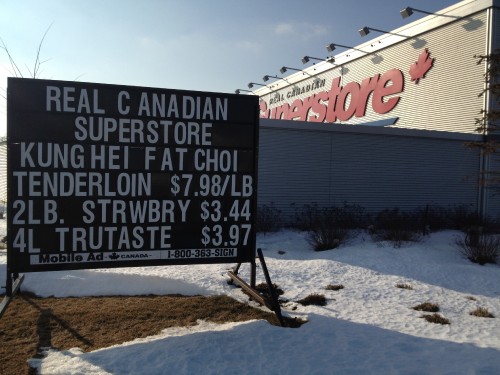 REAL CANADIAN
SUPERSTORE
KUNG HEI FAT CHOI
TENDERLOIN $7.98/LB
2LB. STRWBRY $3.44
4L TRUTASTE $3.97
Mobile Ad CANADA 1-800-363-SIGN
REAL CANADIAN
Superstore